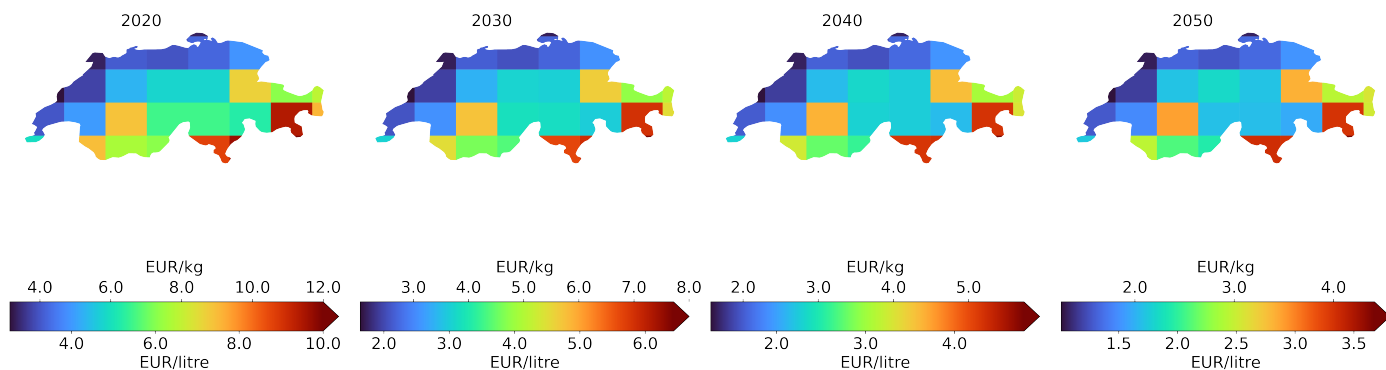 2020 2030 2040 2050
EUR/kg EUR/kg EUR/kg EUR/kg
4.0 6.0 8.0 10.0 12.0 3.0 4.0 5.0 6.0 7.0 8.0 2.0 3.0 4.0 5.0 2.0 3.0 4.0
4.0 6.0 8.0 10.0 2.0 3.0 4.0 5.0 6.0 2.0 3.0 4.0 1.5 2.0 2.5 3.0 3.5
EUR/litre EUR/litre EUR/litre EUR/litre